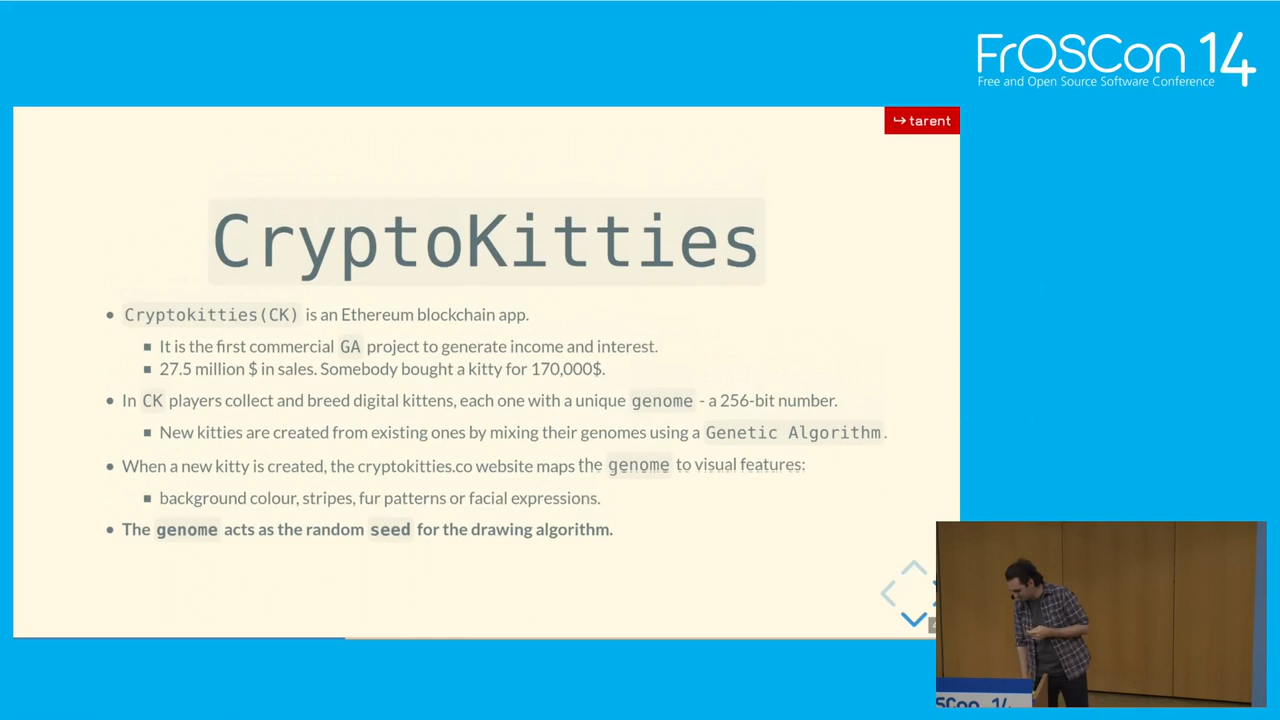 FrOSCon 14
Free and Open Source Software Conference
↪ tarent
CryptoKitties
• Cryptokitties(CK) is an Ethereum blockchain app.
▪ It is the first commercial GA project to generate income and interest.
▪ 27.5 million $ in sales. Somebody bought a kitty for 170,000$.
• In CK players collect and breed digital kittens, each one with a unique genome - a 256-bit number.
▪ New kitties are created from existing ones by mixing their genomes using a Genetic Algorithm.
• When a new kitty is created, the cryptokitties.co website maps the genome to visual features:
▪ background colour, stripes, fur patterns or facial expressions.
• The genome acts as the random seed for the drawing algorithm.
SCon 14